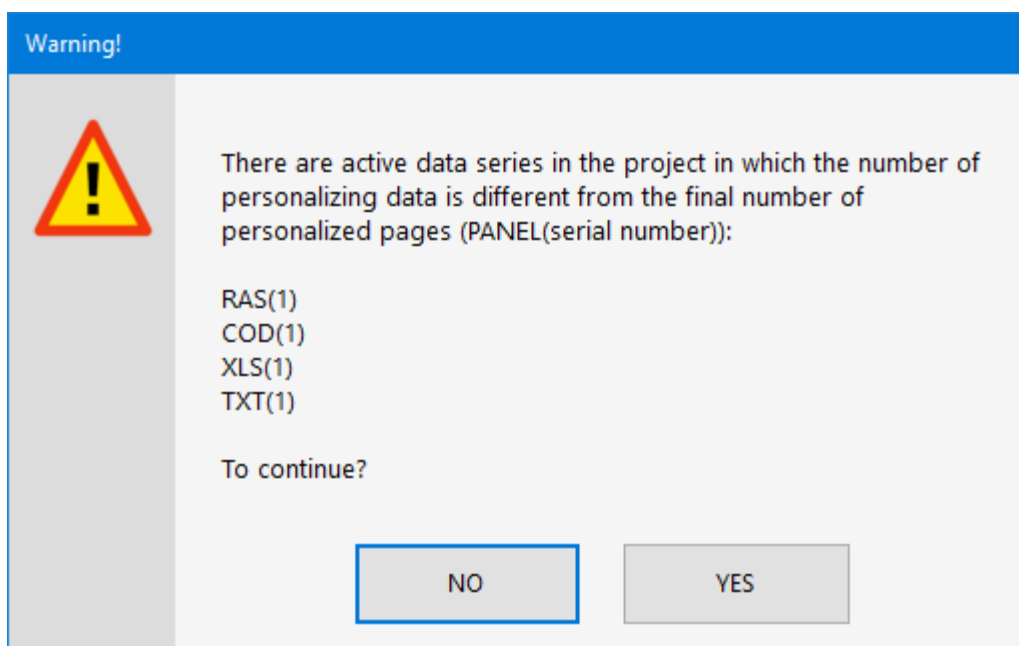 Warning!
There are active data series in the project in which the number of
personalizing data is different from the final number of
personalized pages (PANEL(serial number)):
RAS(1)
COD(1)
XLS(1)
TXT(1)
To continue?
NO
YES